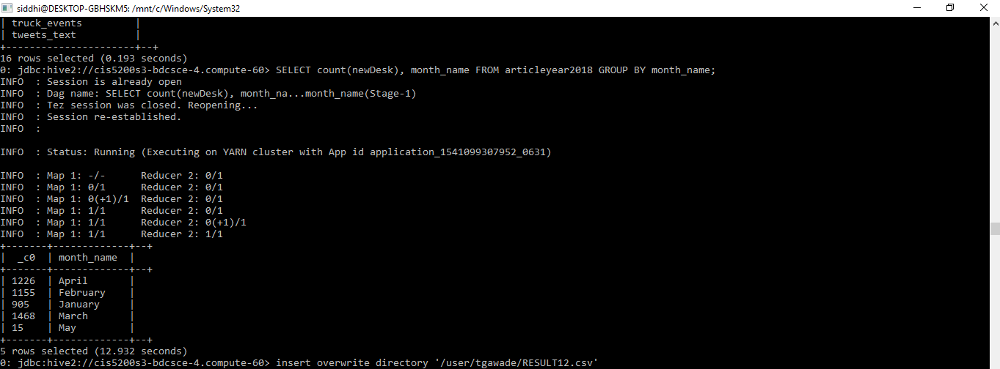 siddhi@DESKTOP-GBHSKM5: /mnt/c/Windows/System32
| truck_events         |
| tweets_text          |
+----------------------+--+
16 rows selected (0.193 seconds)
0: jdbc:hive2://cis5200s3-bdcsce-4.compute-60> SELECT count(newDesk), month_name FROM articleyear2018 GROUP BY month_name;
INFO  : Session is already open
INFO  : Dag name: SELECT count(newDesk), month_na...month_name(Stage-1)
INFO  : Tez session was closed. Reopening...
INFO  : Session re-established.
INFO  :
INFO  : Status: Running (Executing on YARN cluster with App id application_1541099307952_0631)
INFO  : Map 1: -/-      Reducer 2: 0/1
INFO  : Map 1: 0/1      Reducer 2: 0/1
INFO  : Map 1: 0(+1)/1  Reducer 2: 0/1
INFO  : Map 1: 1/1      Reducer 2: 0/1
INFO  : Map 1: 1/1      Reducer 2: 0(+1)/1
INFO  : Map 1: 1/1      Reducer 2: 1/1
+-------+-------------+--+
|  _c0  | month_name  |
+-------+-------------+--+
| 1226  | April       |
| 1155  | February    |
| 905   | January     |
| 1468  | March       |
| 15    | May         |
+-------+-------------+--+
5 rows selected (12.932 seconds)
0: jdbc:hive2://cis5200s3-bdcsce-4.compute-60> insert overwrite directory '/user/tgawade/RESULT12.csv'